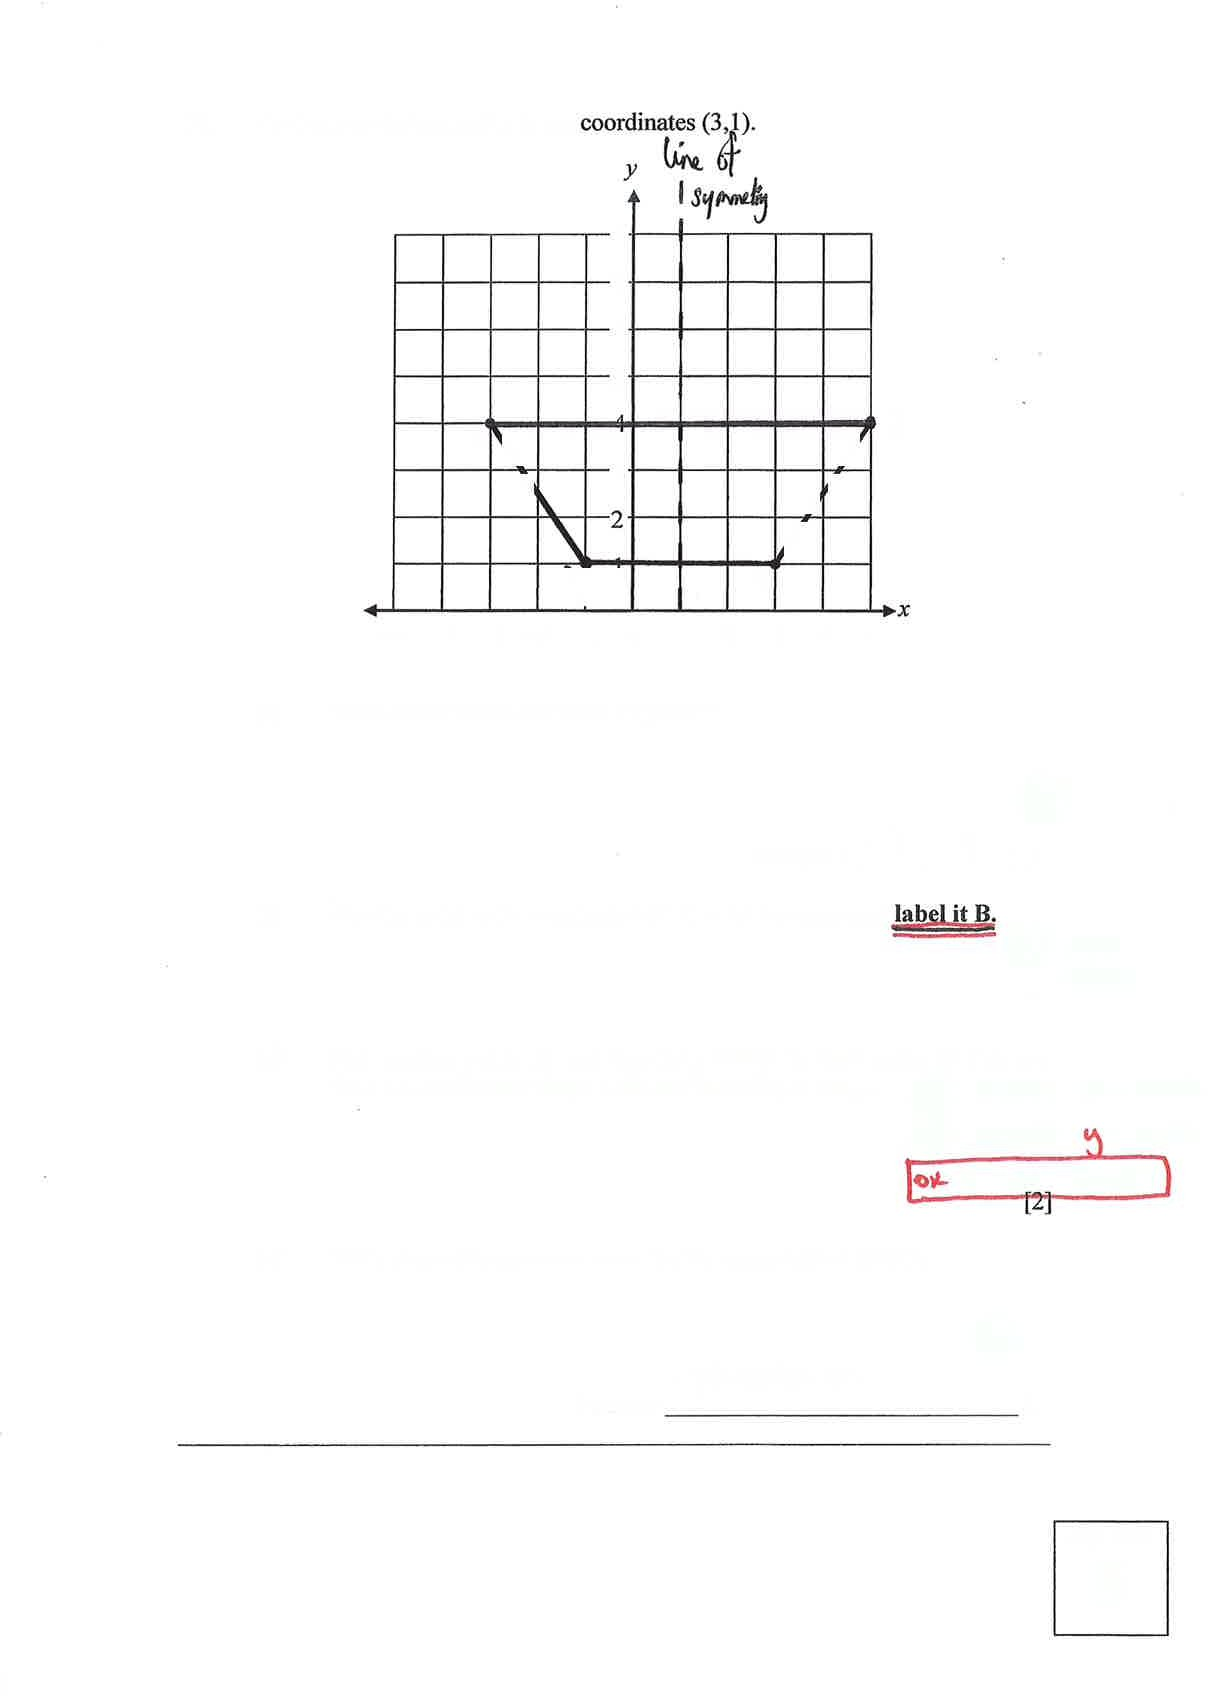 coordinates (3,1).
line of
symmetry
y
4
2
1
x
label it B.
y
ok
[2]